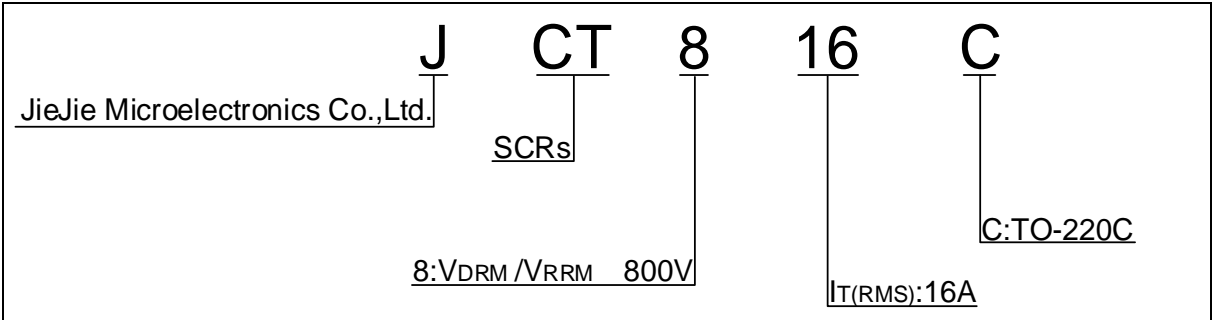 J CT 8 16 C
JieJie Microelectronics Co.,Ltd.
SCRs
C:TO-220C
8:VDRM /VRRM 800V
IT(RMS):16A